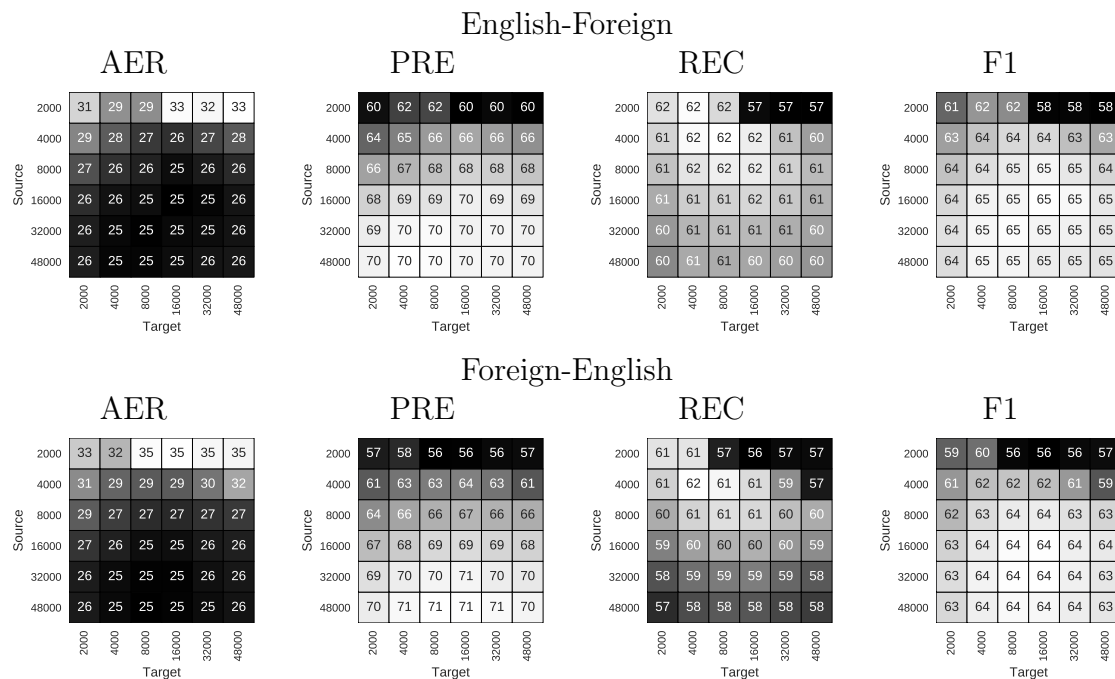 English-Foreign
AER PRE REC F1
2000 31 29 29 33 32 33 2000 60 62 62 60 60 60 2000 62 62 62 57 57 57 2000 61 62 62 58 58 58
4000 29 28 27 26 27 28 4000 64 65 66 66 66 66 4000 61 62 62 62 61 60 4000 63 64 64 64 63 63
8000 27 26 26 25 26 26 8000 66 67 68 68 68 68 8000 61 62 62 62 61 61 8000 64 64 65 65 65 64
16000 26 26 25 25 25 26 16000 68 69 69 70 69 69 16000 61 61 61 62 61 61 16000 64 65 65 65 65 65
32000 26 25 25 25 25 26 32000 69 70 70 70 70 70 32000 60 61 61 61 61 60 32000 64 65 65 65 65 65
48000 26 25 25 25 26 26 48000 70 70 70 70 70 70 48000 60 61 61 60 60 60 48000 64 65 65 65 65 65
Source Source Source Source
2000 4000 8000 16000 32000 48000 2000 4000 8000 16000 32000 48000 2000 4000 8000 16000 32000 48000 2000 4000 8000 16000 32000 48000
Target Target Target Target
Foreign-English
AER PRE REC F1
2000 33 32 35 35 35 35 2000 57 58 56 56 56 57 2000 61 61 57 56 57 57 2000 59 60 56 56 56 57
4000 31 29 29 29 30 32 4000 61 63 63 64 63 61 4000 61 62 61 61 59 57 4000 61 62 62 62 61 59
8000 29 27 27 27 27 27 8000 64 66 66 67 66 66 8000 60 61 61 61 60 60 8000 62 63 64 64 63 63
16000 27 26 25 25 26 26 16000 67 68 69 69 69 68 16000 59 60 60 60 60 59 16000 63 64 64 64 64 64
32000 26 25 25 25 26 26 32000 69 70 70 71 70 70 32000 58 59 59 59 59 58 32000 63 64 64 64 64 63
48000 26 25 25 25 26 26 48000 70 71 71 71 71 70 48000 57 58 58 58 58 58 48000 63 64 64 64 64 63
Source Source Source Source
2000 4000 8000 16000 32000 48000 2000 4000 8000 16000 32000 48000 2000 4000 8000 16000 32000 48000 2000 4000 8000 16000 32000 48000
Target Target Target Target